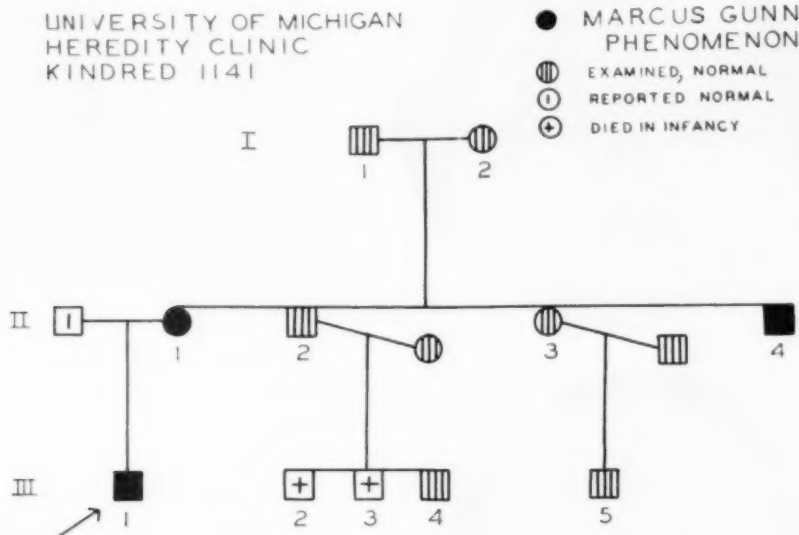 UNIVERSITY OF MICHIGAN
HEREDITY CLINIC
KINDRED 1141
MARCUS GUNN
PHENOMENON
EXAMINED, NORMAL
I REPORTED NORMAL
+ DIED IN INFANCY
I
1 2
II
I
1 2 3 4
III
+ +
1 2 3 4 5